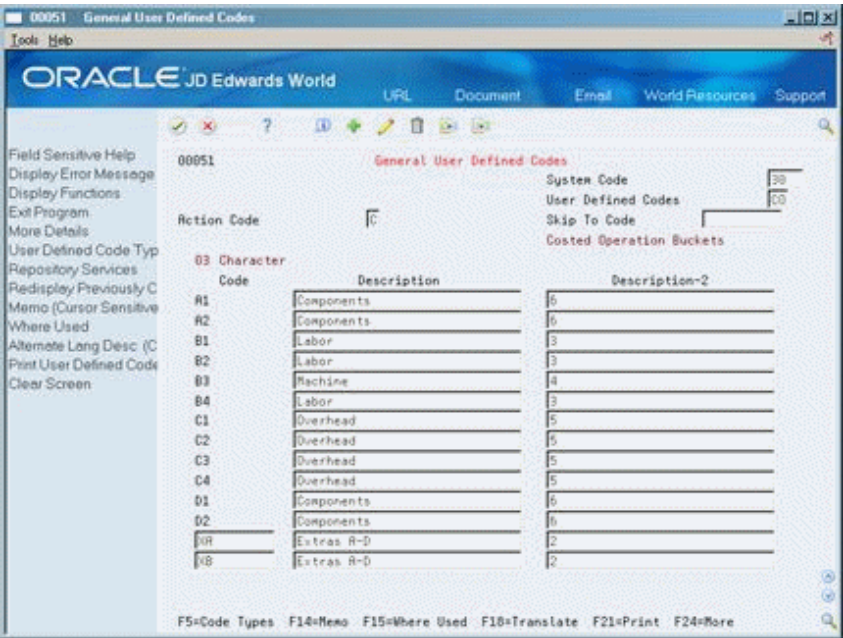 00051 General User Defined Codes
Tools Help
ORACLE JD Edwards World
URL Document Email World Resources Support
Field Sensitive Help
Display Error Message
Display Functions
Exit Program
More Details
User Defined Code Typ
Repository Services
Redisplay Previously C
Memo (Cursor Sensitive
Where Used
Alternate Lang Desc (C
Print User Defined Code
Clear Screen
00051 General User Defined Codes
System Code 30
User Defined Codes CO
Action Code C Skip To Code
Costed Operation Buckets
03 Character
Code Description Description-2
A1 Components 6
A2 Components 6
B1 Labor 3
B2 Labor 3
B3 Machine 4
B4 Labor 3
C1 Overhead 5
C2 Overhead 5
C3 Overhead 5
C4 Overhead 5
D1 Components 6
D2 Components 6
XA Extras A-D 2
XB Extras A-D 2
F5=Code Types F14=Memo F15=Where Used F18=Translate F21=Print F24=More